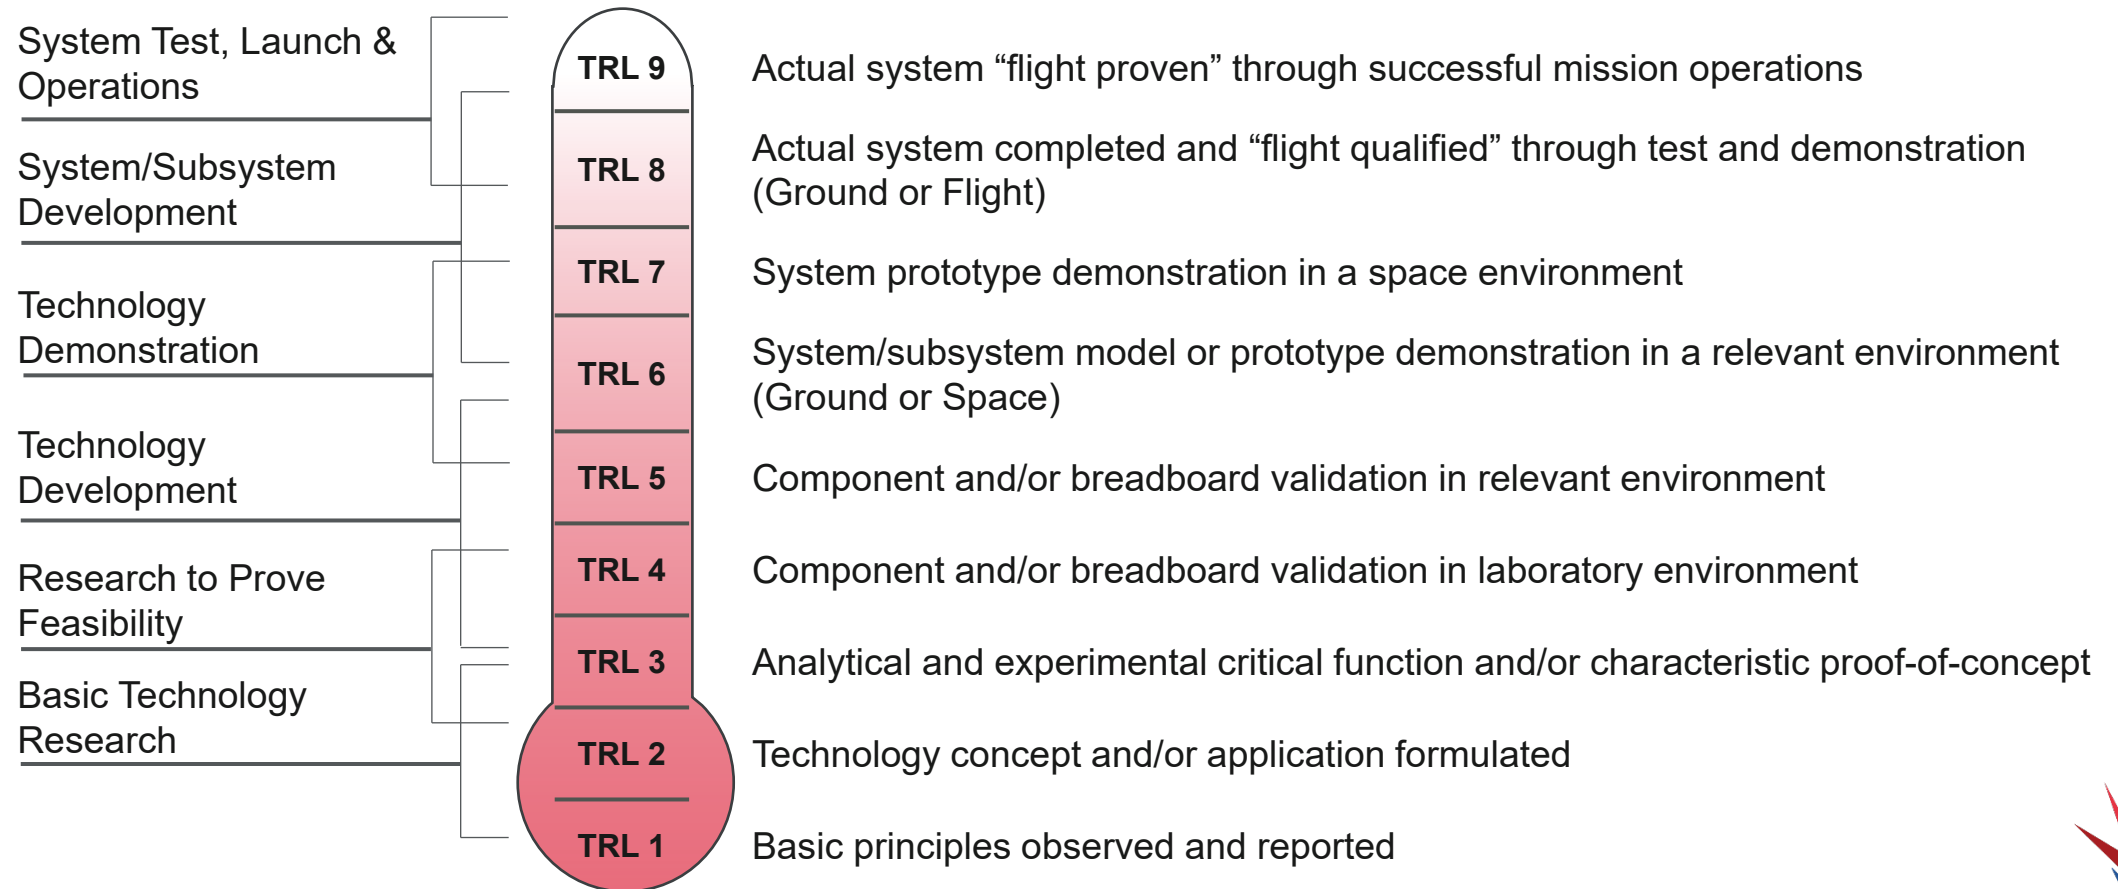 System Test, Launch &
Operations
System/Subsystem
Development
Technology
Demonstration
Technology
Development
Research to Prove
Feasibility
Basic Technology
Research
TRL 9
Actual system “flight proven” through successful mission operations
TRL 8
Actual system completed and “flight qualified” through test and demonstration
(Ground or Flight)
TRL 7
System prototype demonstration in a space environment
TRL 6
System/subsystem model or prototype demonstration in a relevant environment
(Ground or Space)
TRL 5
Component and/or breadboard validation in relevant environment
TRL 4
Component and/or breadboard validation in laboratory environment
TRL 3
Analytical and experimental critical function and/or characteristic proof-of-concept
TRL 2
Technology concept and/or application formulated
TRL 1
Basic principles observed and reported